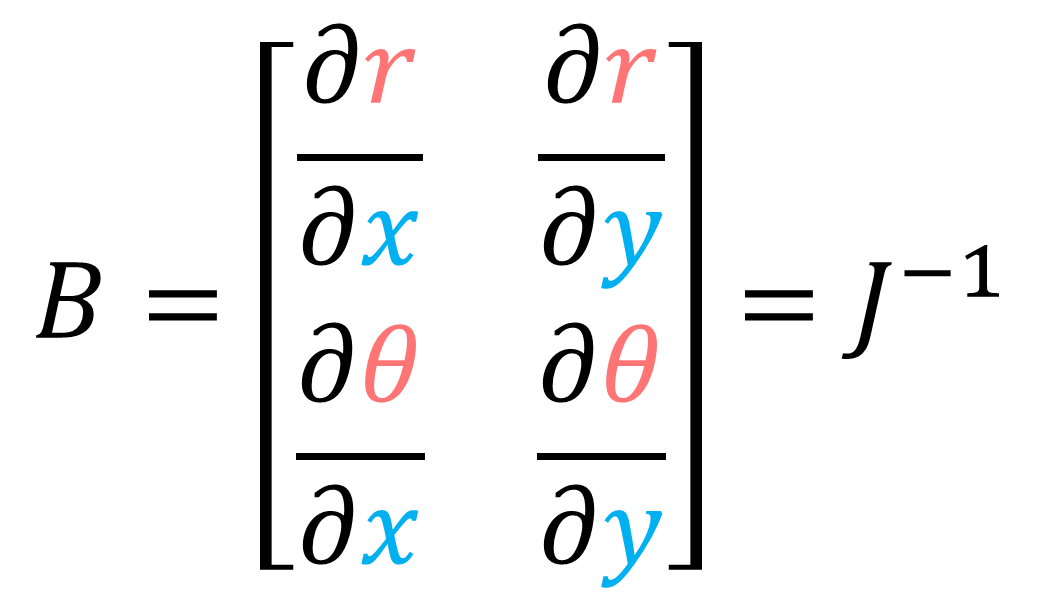 B = [ ∂r/∂x ∂r/∂y
∂θ/∂x ∂θ/∂y ] = J⁻¹